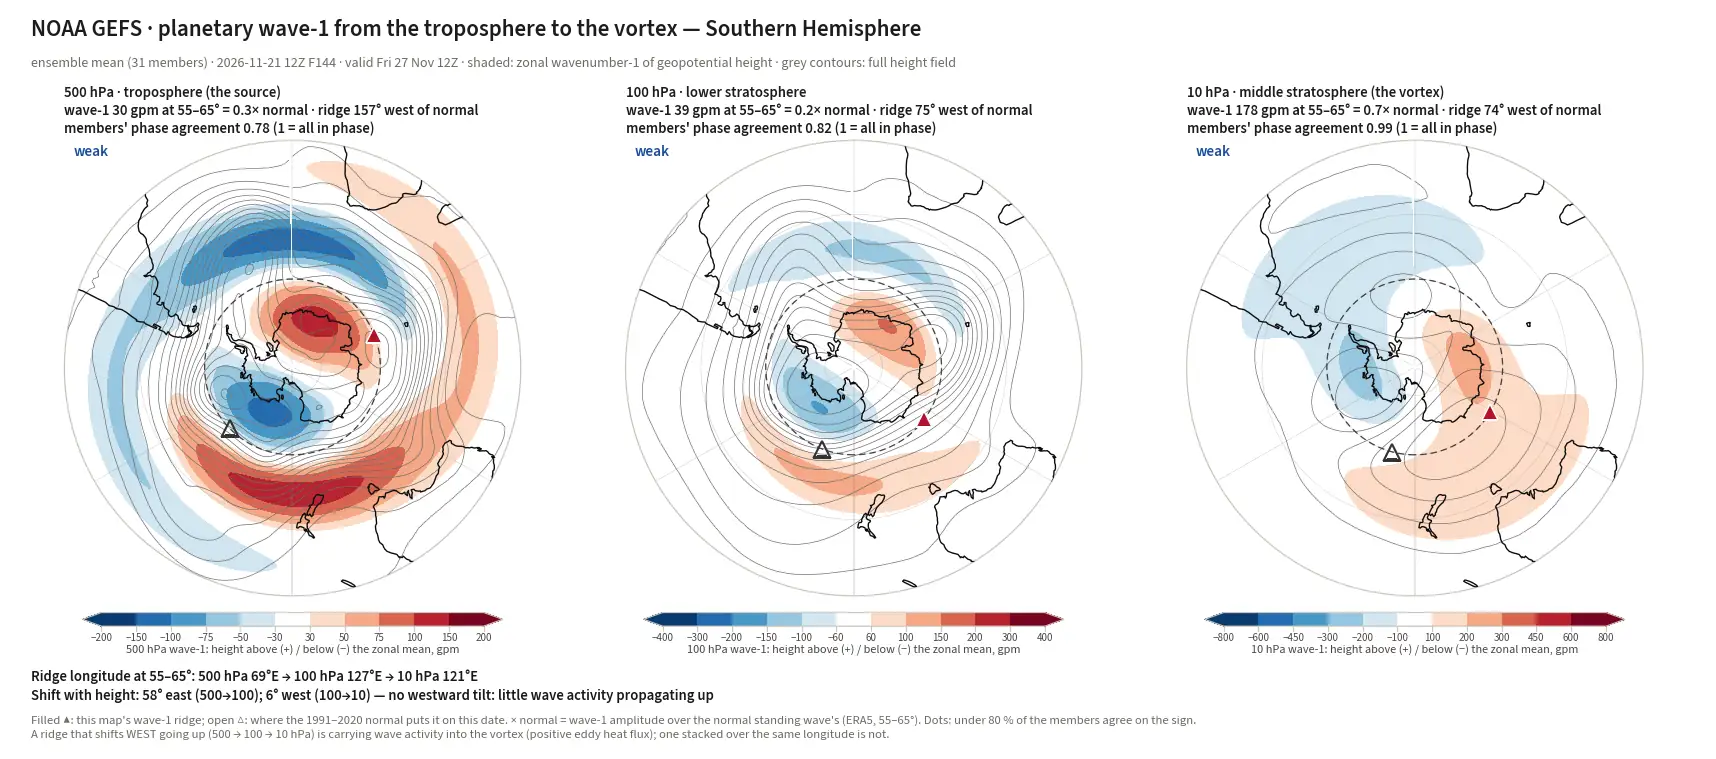 NOAA GEFS · planetary wave-1 from the troposphere to the vortex — Southern Hemisphere
ensemble mean (31 members) · 2026-11-21 12Z F144 · valid Fri 27 Nov 12Z · shaded: zonal wavenumber-1 of geopotential height · grey contours: full height field
500 hPa · troposphere (the source)
wave-1 30 gpm at 55–65° = 0.3× normal · ridge 157° west of normal
members' phase agreement 0.78 (1 = all in phase)
weak
100 hPa · lower stratosphere
wave-1 39 gpm at 55–65° = 0.2× normal · ridge 75° west of normal
members' phase agreement 0.82 (1 = all in phase)
weak
10 hPa · middle stratosphere (the vortex)
wave-1 178 gpm at 55–65° = 0.7× normal · ridge 74° west of normal
members' phase agreement 0.99 (1 = all in phase)
weak
−200 −150 −100 −75 −50 −30 30 50 75 100 150 200
500 hPa wave-1: height above (+) / below (−) the zonal mean, gpm
−400 −300 −200 −150 −100 −60 60 100 150 200 300 400
100 hPa wave-1: height above (+) / below (−) the zonal mean, gpm
−800 −600 −450 −300 −200 −100 100 200 300 450 600 800
10 hPa wave-1: height above (+) / below (−) the zonal mean, gpm
Ridge longitude at 55–65°: 500 hPa 69°E → 100 hPa 127°E → 10 hPa 121°E
Shift with height: 58° east (500→100); 6° west (100→10) — no westward tilt: little wave activity propagating up
Filled ▲: this map's wave-1 ridge; open △: where the 1991–2020 normal puts it on this date. × normal = wave-1 amplitude over the normal standing wave's (ERA5, 55–65°). Dots: under 80 % of the members agree on the sign.
A ridge that shifts WEST going up (500 → 100 → 10 hPa) is carrying wave activity into the vortex (positive eddy heat flux); one stacked over the same longitude is not.